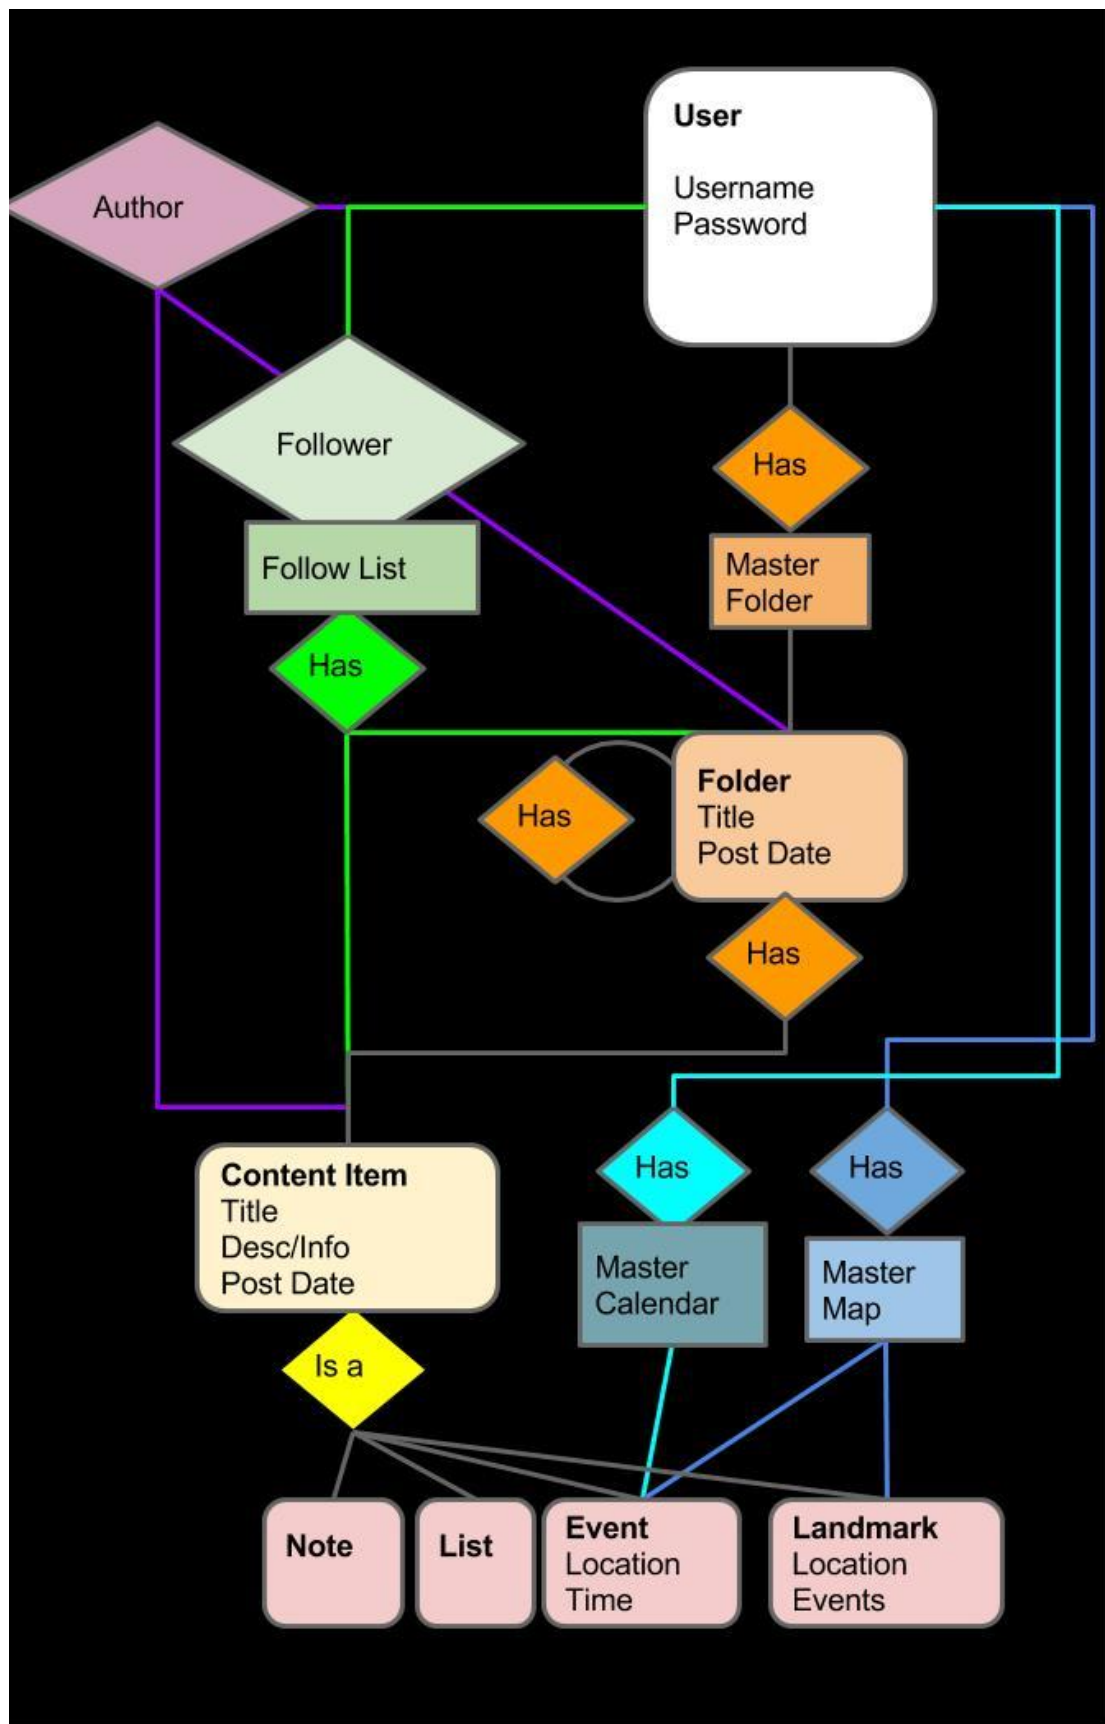 User
Username
Password
Author
Follower
Has
Follow List
Master
Folder
Has
Folder
Title
Post Date
Has
Has
Content Item
Title
Desc/Info
Post Date
Has
Has
Master
Calendar
Master
Map
Is a
Note
List
Event
Location
Time
Landmark
Location
Events